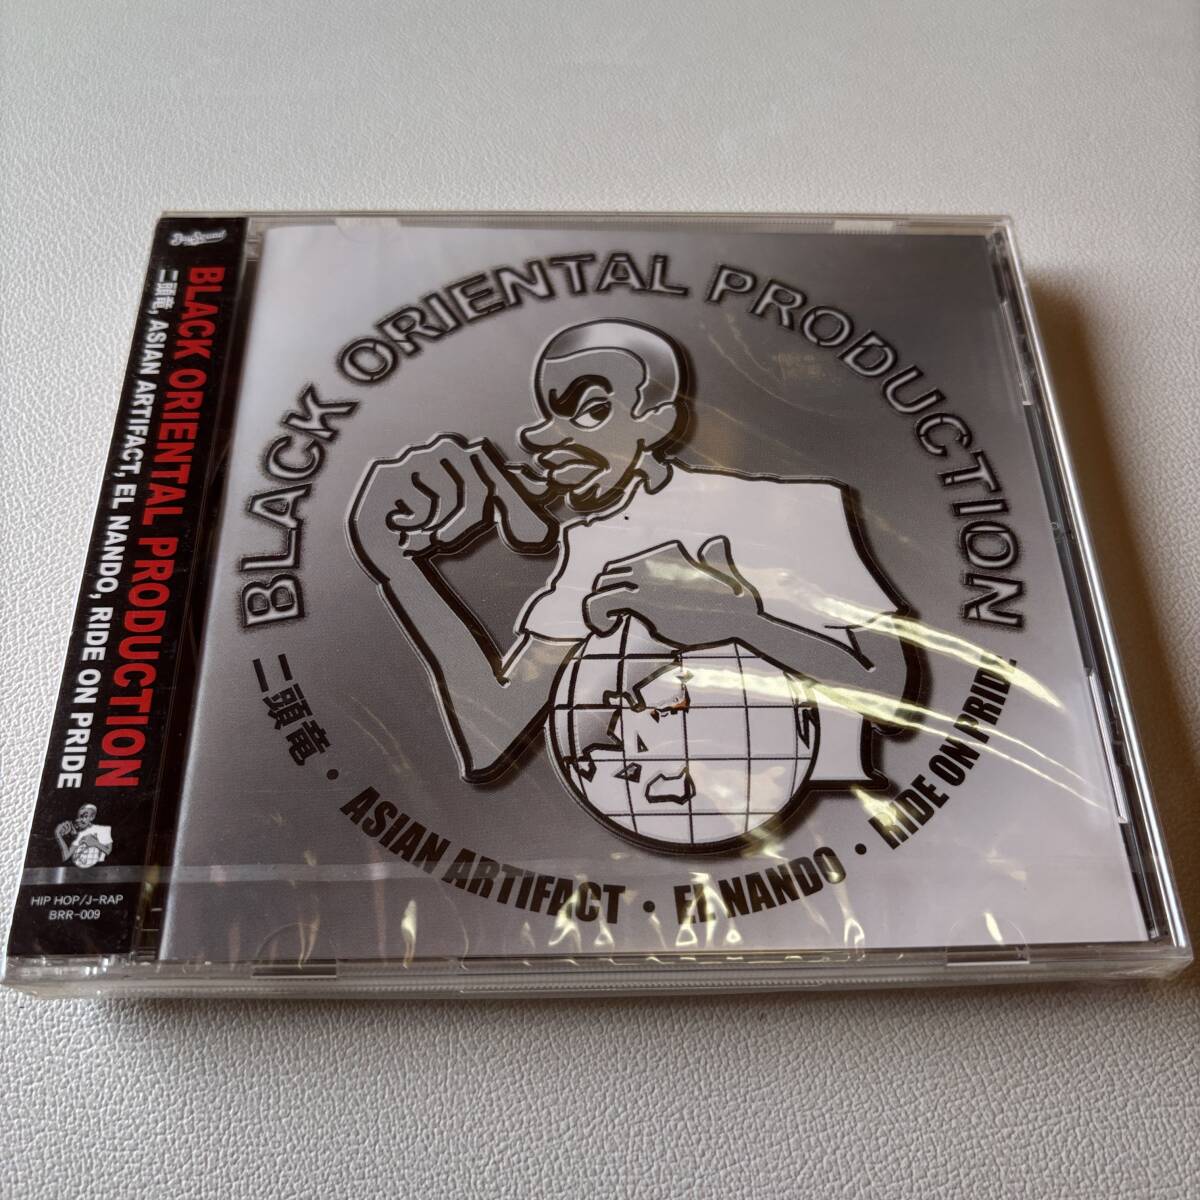 BLACK ORIENTAL PRODUCTION
二頭竜, ASIAN ARTIFACT, EL NANDO, RIDE ON PRIDE
HIP HOP/J-RAP
BRR-009
BLACK ORIENTAL PRODUCTION
二頭竜・ASIAN ARTIFACT・EL NANDO・RIDE ON PRIDE